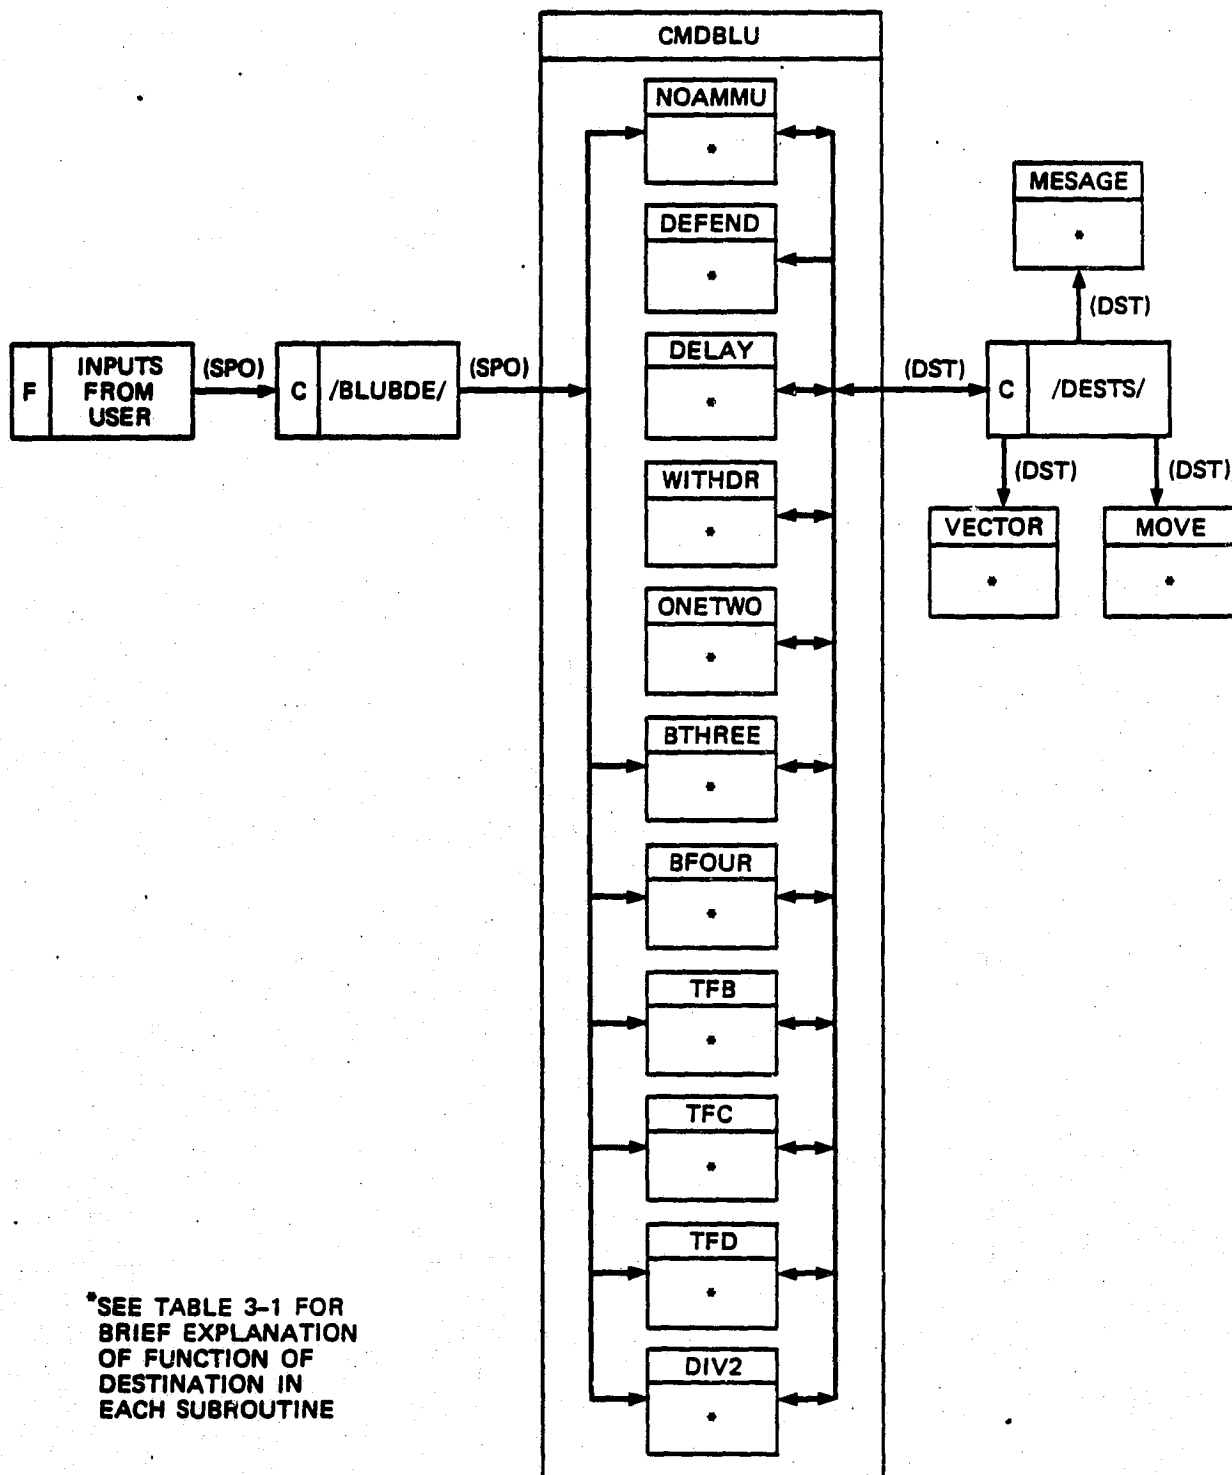 CMDBLU
NOAMMU
*
DEFEND
*
DELAY
*
WITHDR
*
ONETWO
*
BTHREE
*
BFOUR
*
TFB
*
TFC
*
TFD
*
DIV2
*
F
INPUTS
FROM
USER
(SPO)
C
/BLUBDE/
(SPO)
(DST)
C
/DESTS/
MESAGE
*
(DST)
(DST)
(DST)
VECTOR
*
MOVE
*
*SEE TABLE 3-1 FOR
BRIEF EXPLANATION
OF FUNCTION OF
DESTINATION IN
EACH SUBROUTINE